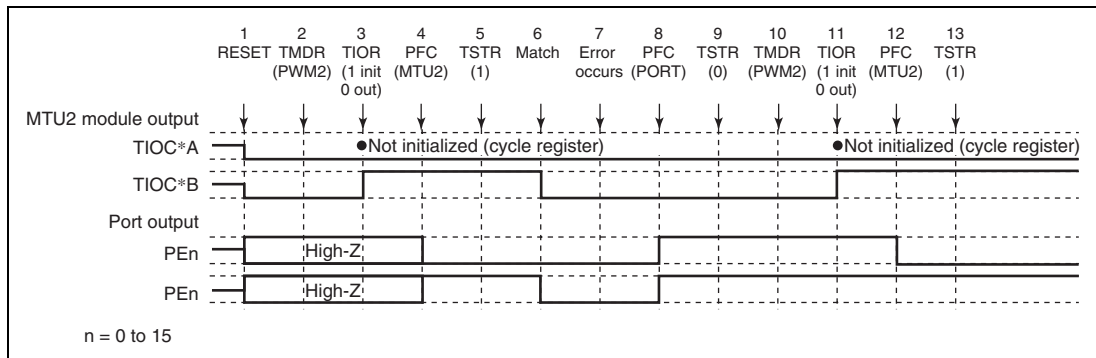 1 2 3 4 5 6 7 8 9 10 11 12 13
RESET TMDR TIOR PFC TSTR Match Error PFC TSTR TMDR TIOR PFC TSTR
(PWM2) (1 init (MTU2) (1) occurs (PORT) (0) (PWM2) (1 init (MTU2) (1)
0 out) 0 out)
MTU2 module output
TIOC*A ●Not initialized (cycle register) ●Not initialized (cycle register)
TIOC*B
Port output
PEn High-Z
PEn High-Z
n = 0 to 15